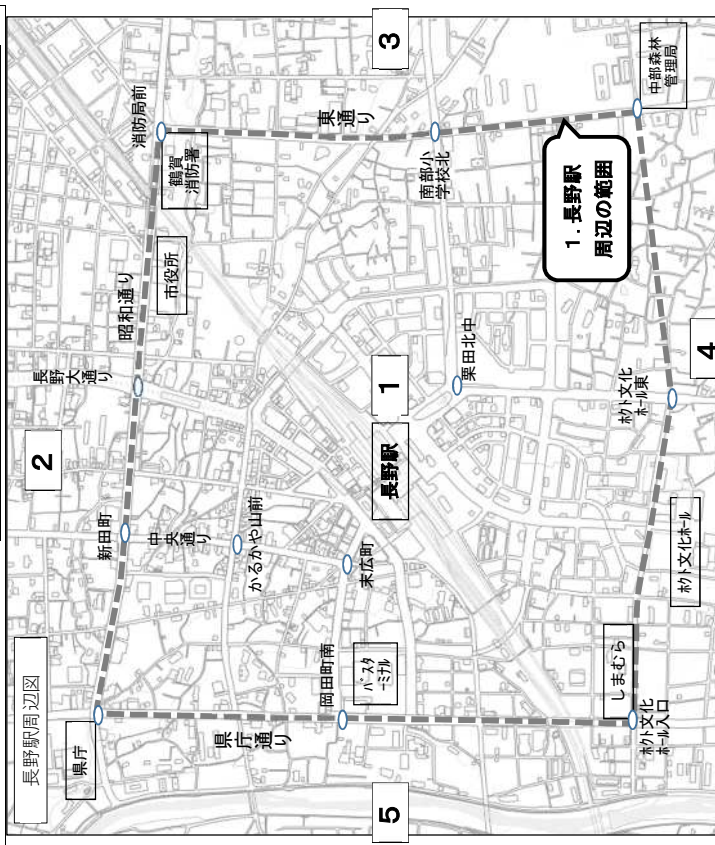 長野駅周辺図
県庁
2
新田町
長野大通り
昭和通り
市役所
消防局前
鶴賀
消防署
中央通り
かるかや山前
東通り
3
県庁通り
岡田町南
バスタ
ーミナル
末広町
長野駅
1
栗田北中
南部小
学校北
5
1.長野駅
周辺の範囲
中部森林
管理局
しまむら
ホクト文化
ホール入口
ホクト文化ホール
ホクト文化
ホール東
4